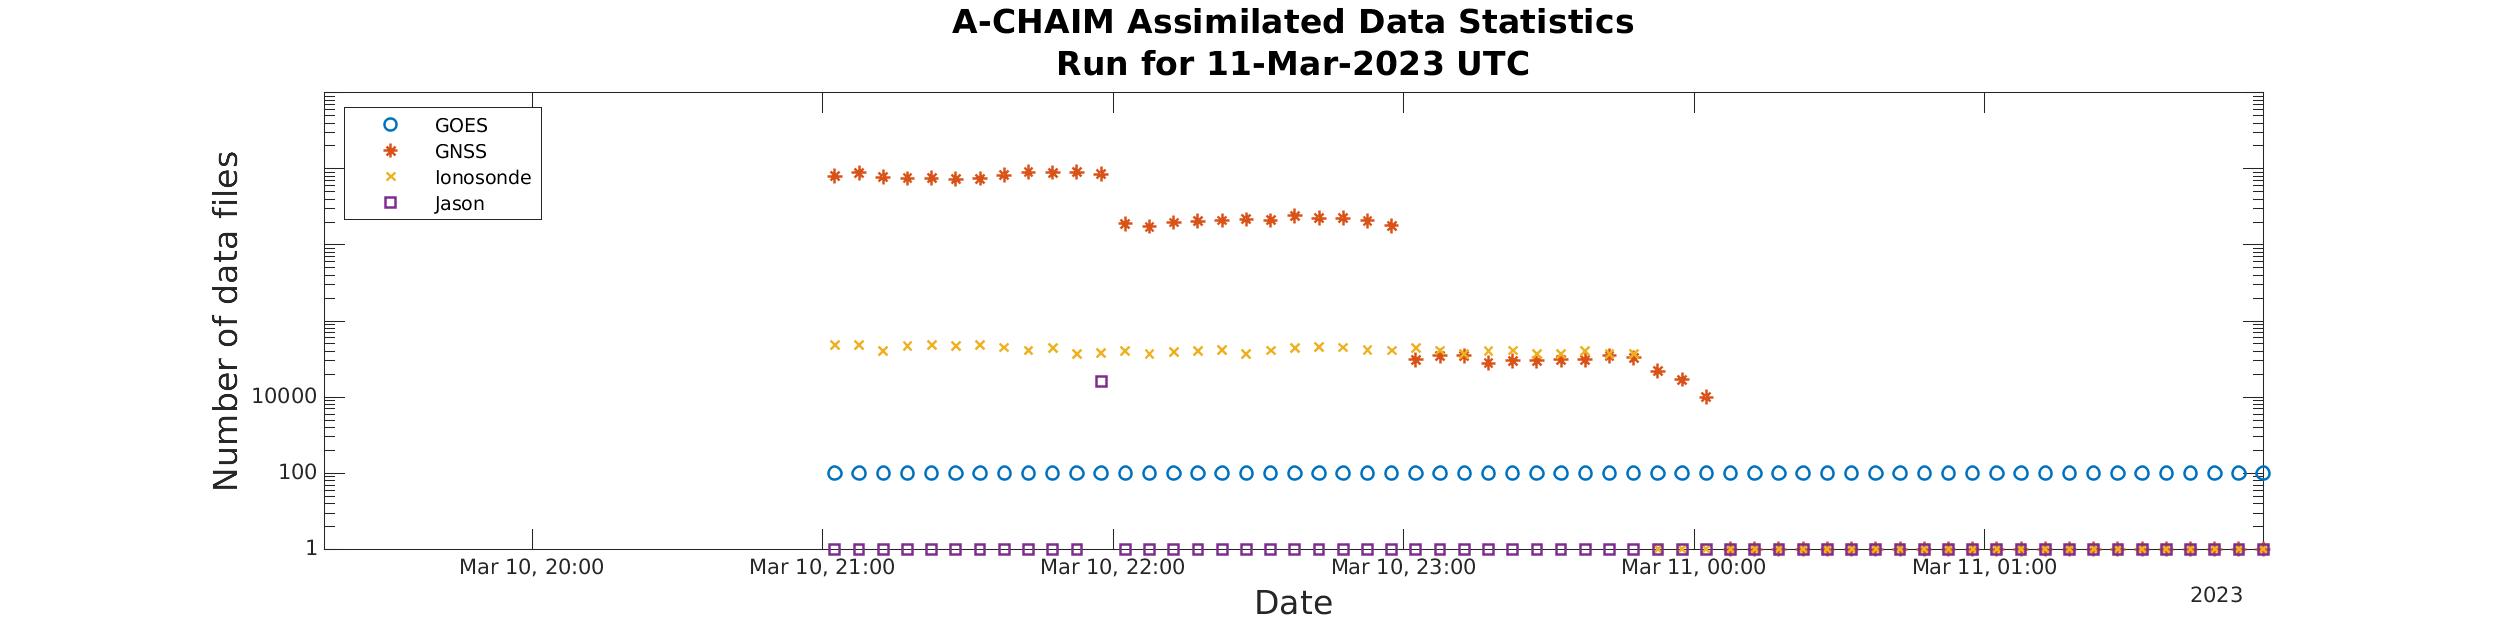 A-CHAIM Assimilated Data Statistics
Run for 11-Mar-2023 UTC
GOES
GNSS
Ionosonde
Jason
Number of data files
10000
100
1
Mar 10, 20:00
Mar 10, 21:00
Mar 10, 22:00
Mar 10, 23:00
Mar 11, 00:00
Mar 11, 01:00
Date
2023